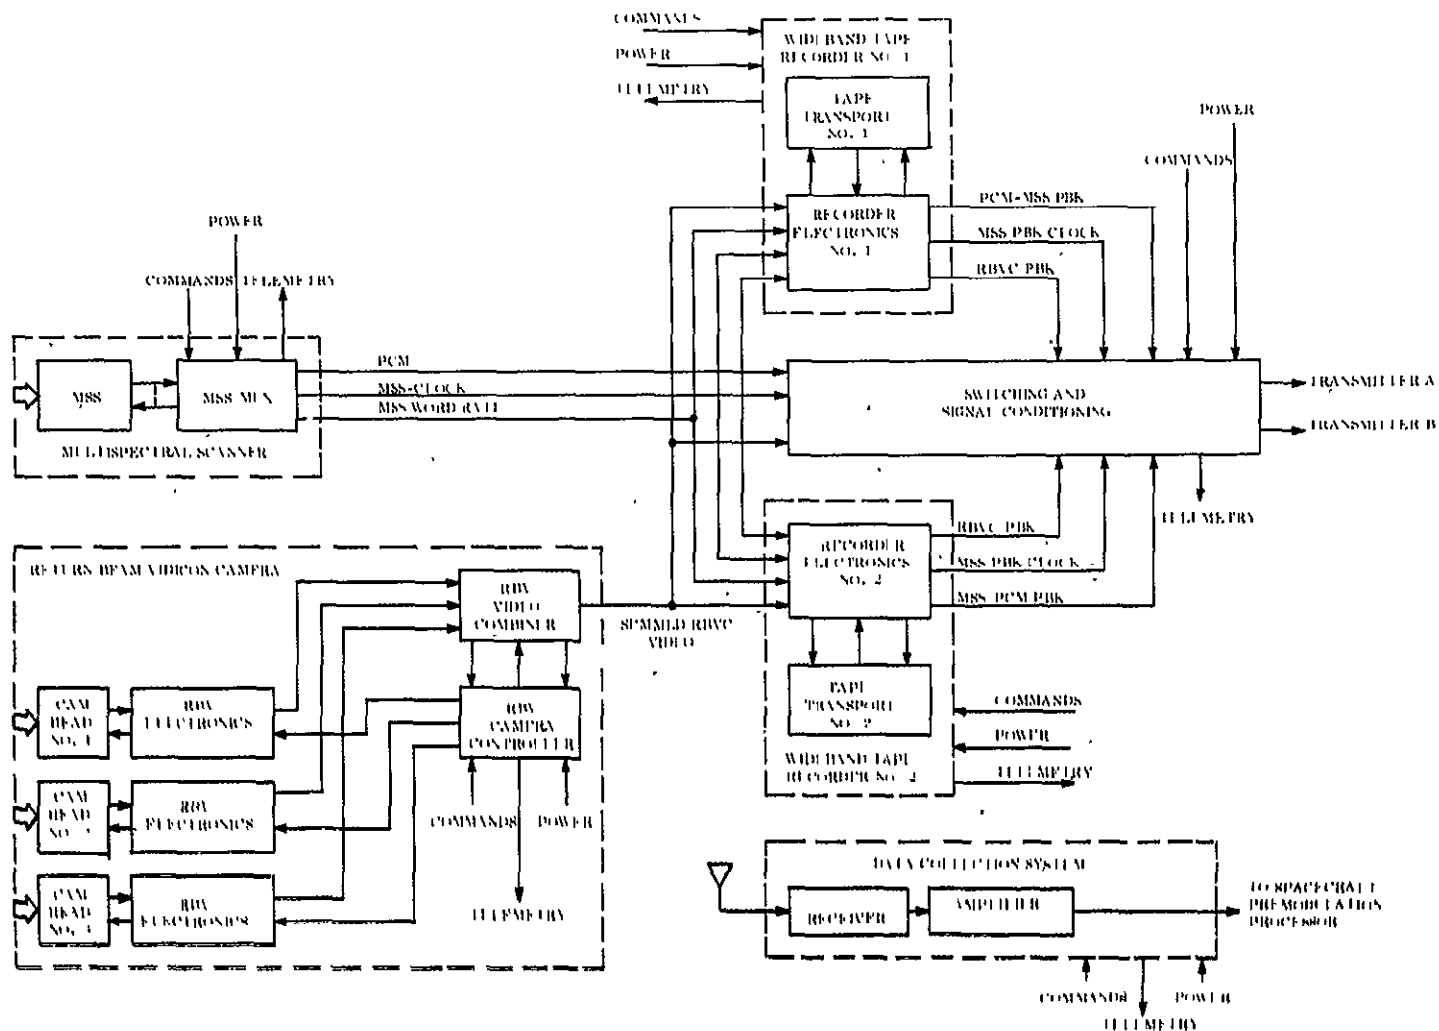 COMMANDS
POWER
TELEMETRY
WIDEBAND TAPE
RECORDER NO. 1
TAPE
TRANSPORT
NO. 1
RECORDER
ELECTRONICS
NO. 1
PCM-MSS PBK
MSS PBK CLOCK
RBVC PBK
POWER
COMMANDS
POWER
COMMANDS
TELEMETRY
MSS
MSS MUX
MULTISPECTRAL SCANNER
PCM
MSS-CLOCK
MSS WORD RATE
SWITCHING AND
SIGNAL CONDITIONING
TRANSMITTER A
TRANSMITTER B
TELEMETRY
RETURN BEAM VIDICON CAMERA
RBV
VIDEO
COMBINER
SUMMED RBVC
VIDEO
RBV
CAMERA
CONTROLLER
COMMANDS
POWER
TELEMETRY
CAM
HEAD
NO. 1
RBV
ELECTRONICS
CAM
HEAD
NO.
RBV
ELECTRONICS
CAM
HEAD
NO.
RBV
ELECTRONICS
RECORDER
ELECTRONICS
NO. 2
RBVC PBK
MSS PBK CLOCK
MSS PCM PBK
TAPE
TRANSPORT
NO. 2
WIDEBAND TAPE
RECORDER NO. 2
COMMANDS
POWER
TELEMETRY
DATA COLLECTION SYSTEM
RECEIVER
AMPLIFIER
TO SPACECRAFT
PREMODULATION
PROCESSOR
COMMANDS
POWER
TELEMETRY